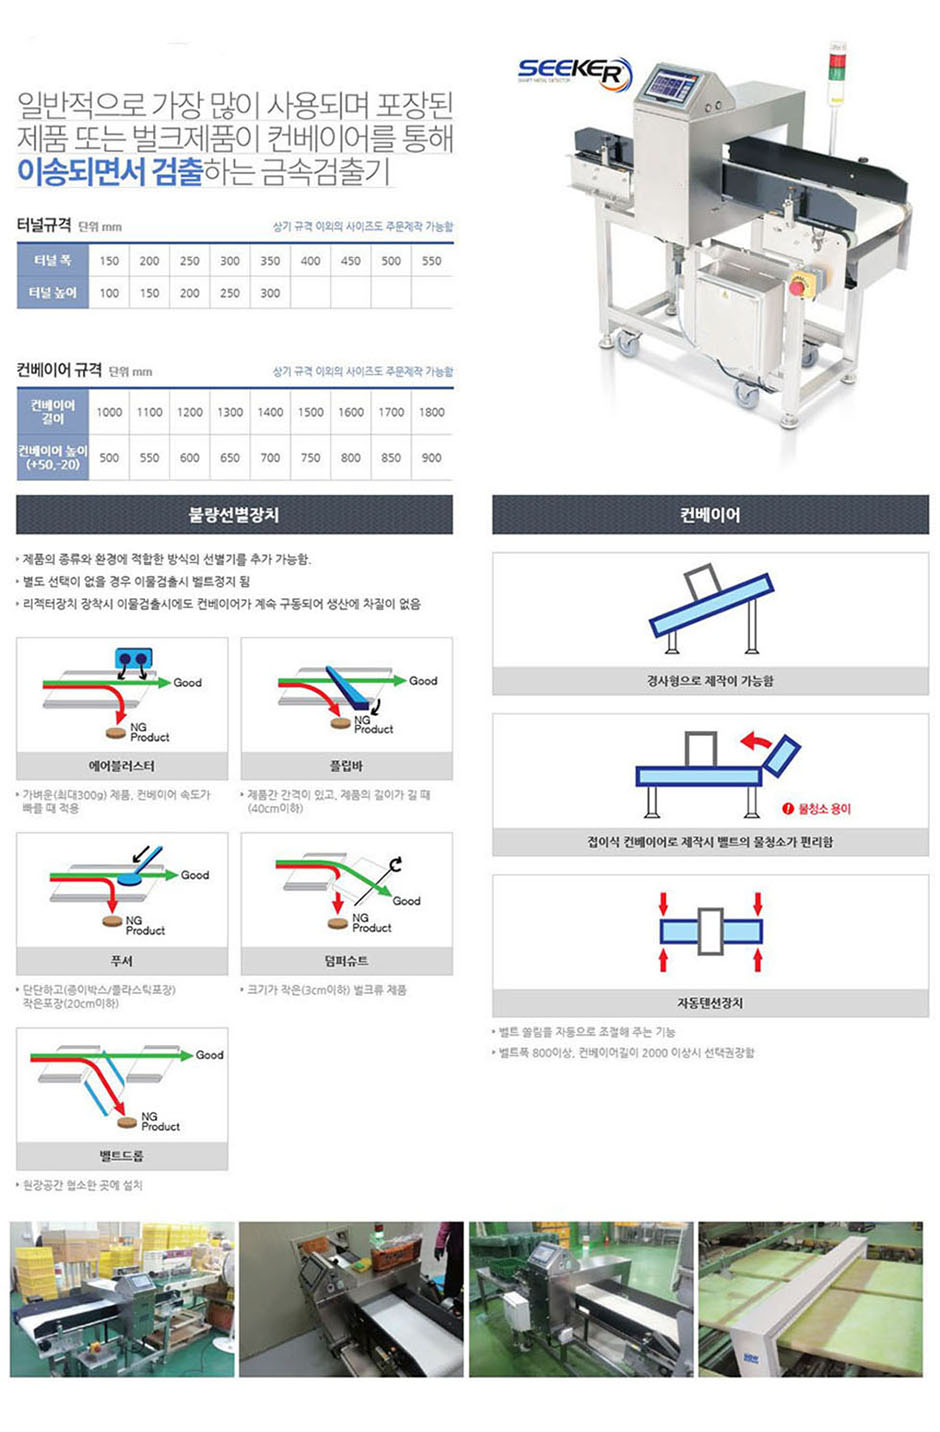 SEEKER
SMART METAL DETECTOR
일반적으로 가장 많이 사용되며 포장된
제품 또는 벌크제품이 컨베이어를 통해
이송되면서 검출하는 금속검출기
터널규격 단위 mm
상기 규격 이외의 사이즈도 주문제작 가능함
터널 폭 150 200 250 300 350 400 450 500 550
터널 높이 100 150 200 250 300
컨베이어 규격 단위 mm
상기 규격 이외의 사이즈도 주문제작 가능함
컨베이어 길이 1000 1100 1200 1300 1400 1500 1600 1700 1800
컨베이어 높이 (+50,-20) 500 550 600 650 700 750 800 850 900
불량선별장치
제품의 종류와 환경에 적합한 방식의 선별기를 추가 가능함.
별도 선택이 없을 경우 이물검출시 벨트정지 됨
리젝터장치 장착시 이물검출시에도 컨베이어가 계속 구동되어 생산에 차질이 없음
Good
NG
Product
에어블러스터
가벼운(최대300g) 제품, 컨베이어 속도가
빠를 때 적용
Good
NG
Product
플립바
제품간 간격이 있고, 제품의 길이가 길 때
(40cm이하)
Good
NG
Product
푸셔
단단하고(종이박스/플라스틱포장)
작은포장(20cm이하)
Good
NG
Product
덤퍼슈트
크기가 작은(3cm이하) 벌크류 제품
Good
NG
Product
벨트드롭
현장공간 협소한 곳에 설치
컨베이어
경사형으로 제작이 가능함
! 물청소 용이
접이식 컨베이어로 제작시 벨트의 물청소가 편리함
자동텐션장치
벨트 쏠림을 자동으로 조절해 주는 기능
벨트폭 800이상, 컨베이어길이 2000 이상시 선택권장함